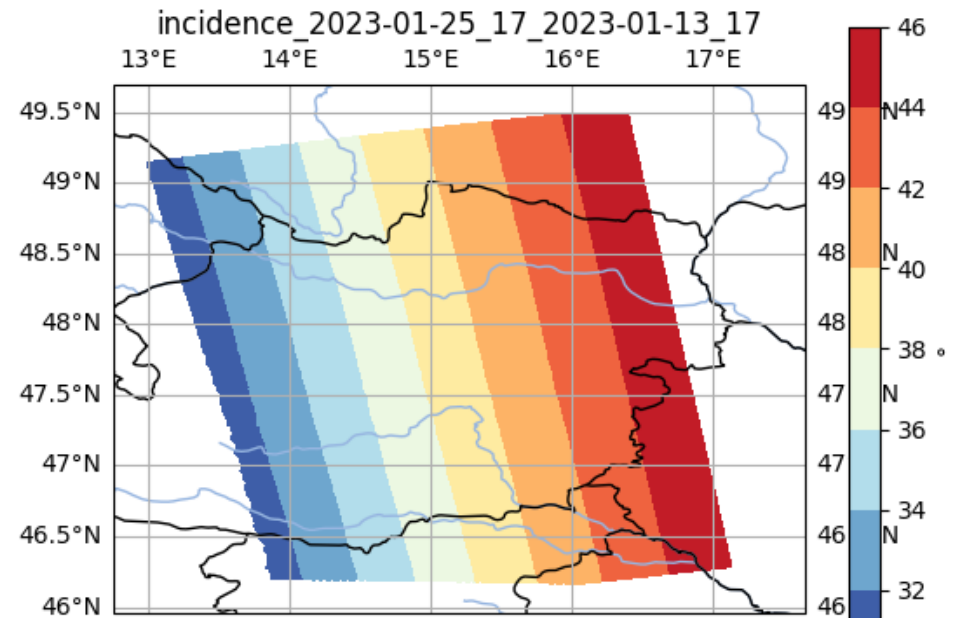 incidence_2023-01-25_17_2023-01-13_17
13°E 14°E 15°E 16°E 17°E
46
49.5°N 49 N 44
49°N 49
42
48.5°N 48 N
40
48°N 48
38 °
47.5°N 47 N
36
47°N 47
34
46.5°N 46 N
32
46°N 46